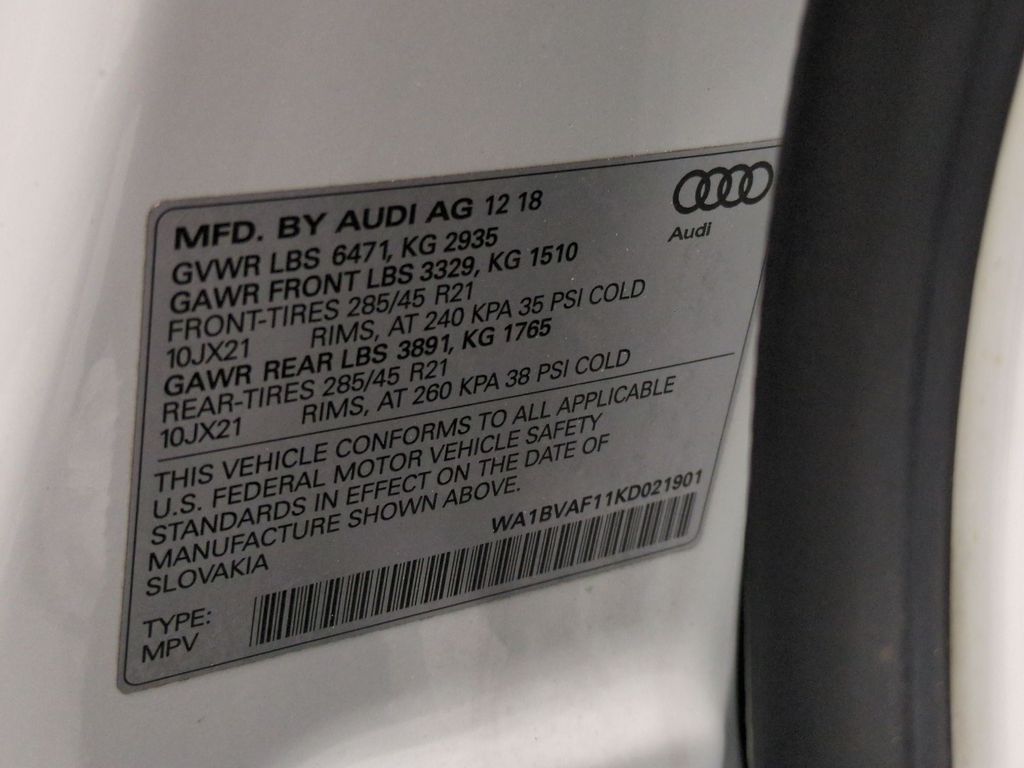 MFD. BY AUDI AG 12 18
Audi
GVWR LBS 6471, KG 2935
GAWR FRONT LBS 3329, KG 1510
FRONT-TIRES 285/45 R21
10JX21 RIMS, AT 240 KPA 35 PSI COLD
GAWR REAR LBS 3891, KG 1765
REAR-TIRES 285/45 R21
10JX21 RIMS, AT 260 KPA 38 PSI COLD
THIS VEHICLE CONFORMS TO ALL APPLICABLE
U.S. FEDERAL MOTOR VEHICLE SAFETY
STANDARDS IN EFFECT ON THE DATE OF
MANUFACTURE SHOWN ABOVE.
SLOVAKIA
WA1BVAF11KD021901
TYPE:
MPV